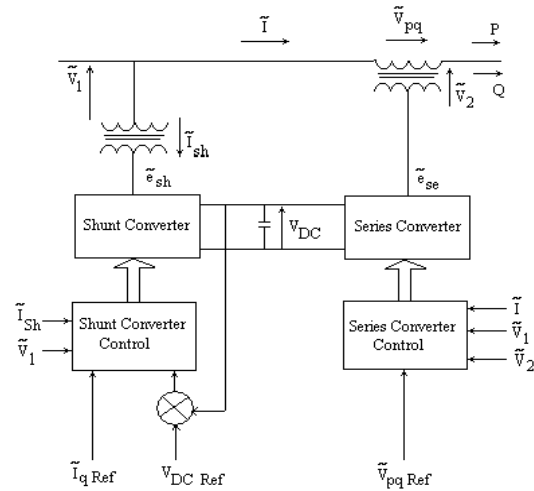 Ĩ
Ṽpq
P
Ṽ1
Ṽ2
Q
Ĩsh
ẽsh
ẽse
Shunt Converter
VDC
Series Converter
ĨSh
Ṽ1
Shunt Converter
Control
Series Converter
Control
Ĩ
Ṽ1
Ṽ2
Ĩq Ref
VDC Ref
Ṽpq Ref